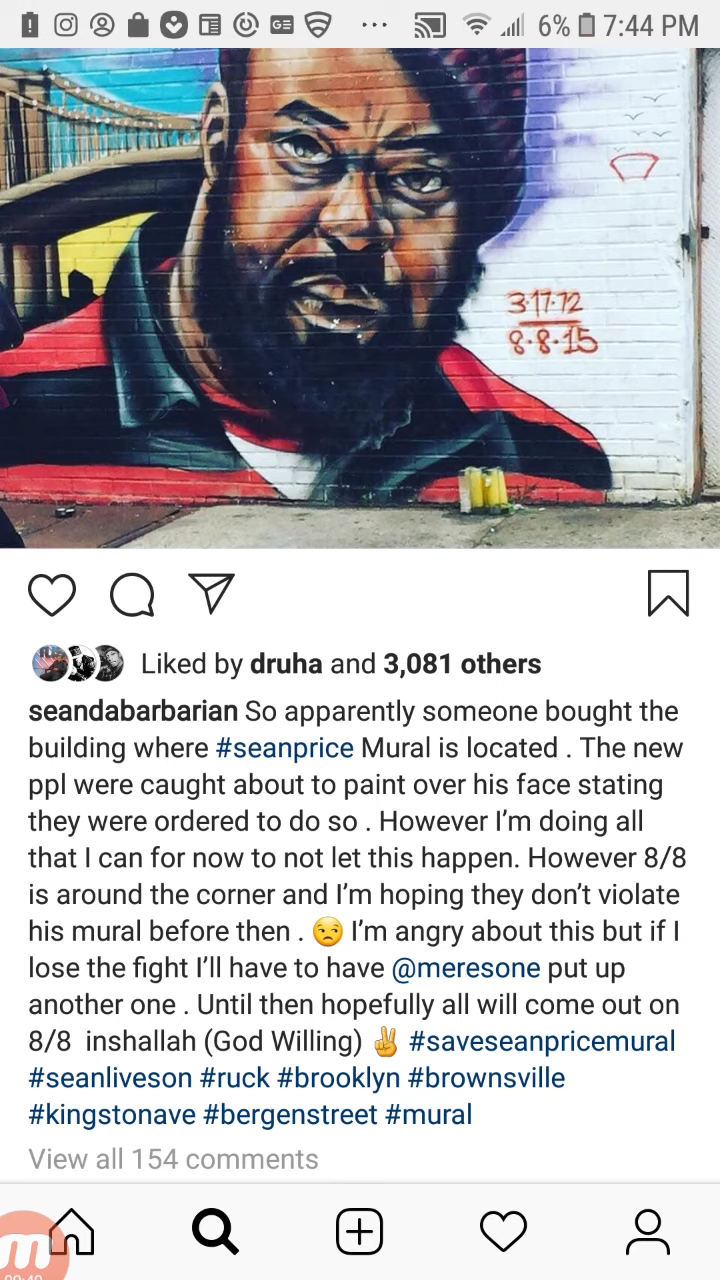 6% 7:44 PM
3·17·72
8·8·15
Liked by druha and 3,081 others
seandabarbarian So apparently someone bought the
building where #seanprice Mural is located . The new
ppl were caught about to paint over his face stating
they were ordered to do so . However I’m doing all
that I can for now to not let this happen. However 8/8
is around the corner and I’m hoping they don’t violate
his mural before then . 😒 I’m angry about this but if I
lose the fight I’ll have to have @meresone put up
another one . Until then hopefully all will come out on
8/8 inshallah (God Willing) ✌ #saveseanpricemural
#seanliveson #ruck #brooklyn #brownsville
#kingstonave #bergenstreet #mural
View all 154 comments